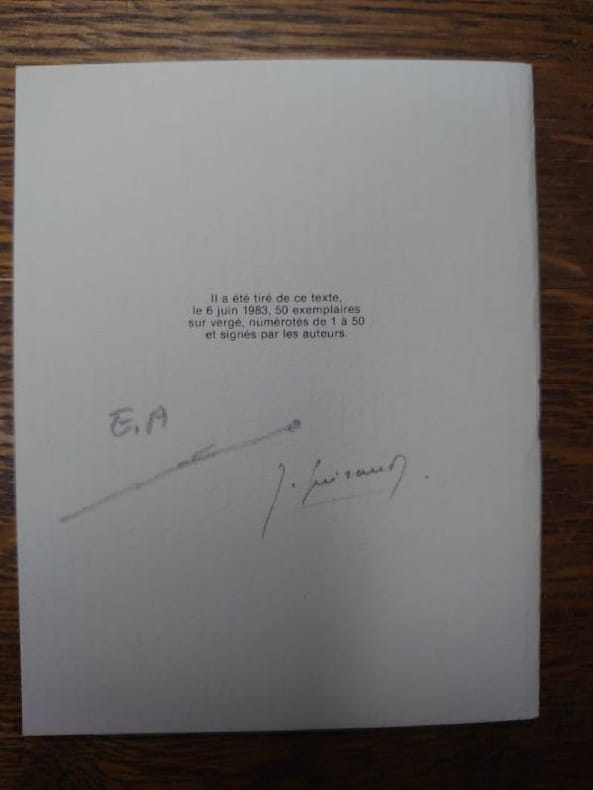 Il a été tiré de ce texte,
le 6 juin 1983, 50 exemplaires
sur vergé, numérotés de 1 à 50
et signés par les auteurs.
E.A
J. Guiraud.